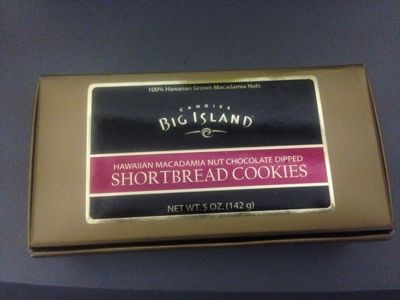 100% Hawaiian Grown Macadamia Nuts
CANDIES
BIG ISLAND
HAWAIIAN MACADAMIA NUT CHOCOLATE DIPPED
SHORTBREAD COOKIES
NET WT. 5 OZ. (142 g)